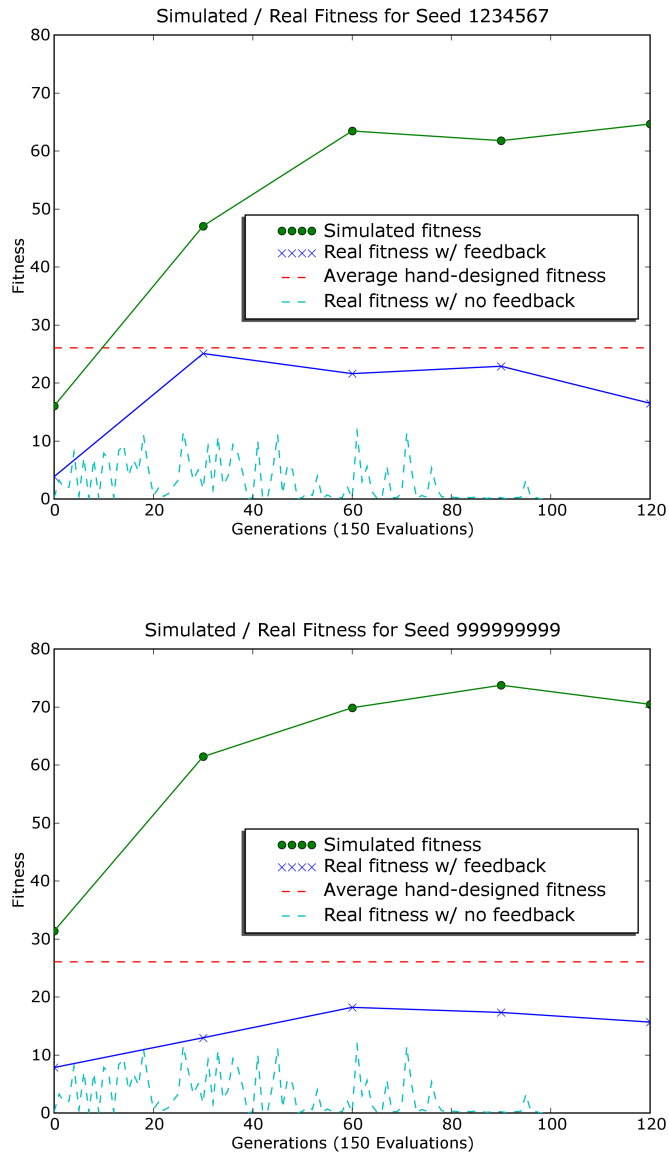 Simulated / Real Fitness for Seed 1234567
80
70
60
50
40
30
20
10
0
Fitness
Simulated fitness
Real fitness w/ feedback
Average hand-designed fitness
Real fitness w/ no feedback
0 20 40 60 80 100 120
Generations (150 Evaluations)
Simulated / Real Fitness for Seed 999999999
80
70
60
50
40
30
20
10
0
Fitness
Simulated fitness
Real fitness w/ feedback
Average hand-designed fitness
Real fitness w/ no feedback
0 20 40 60 80 100 120
Generations (150 Evaluations)